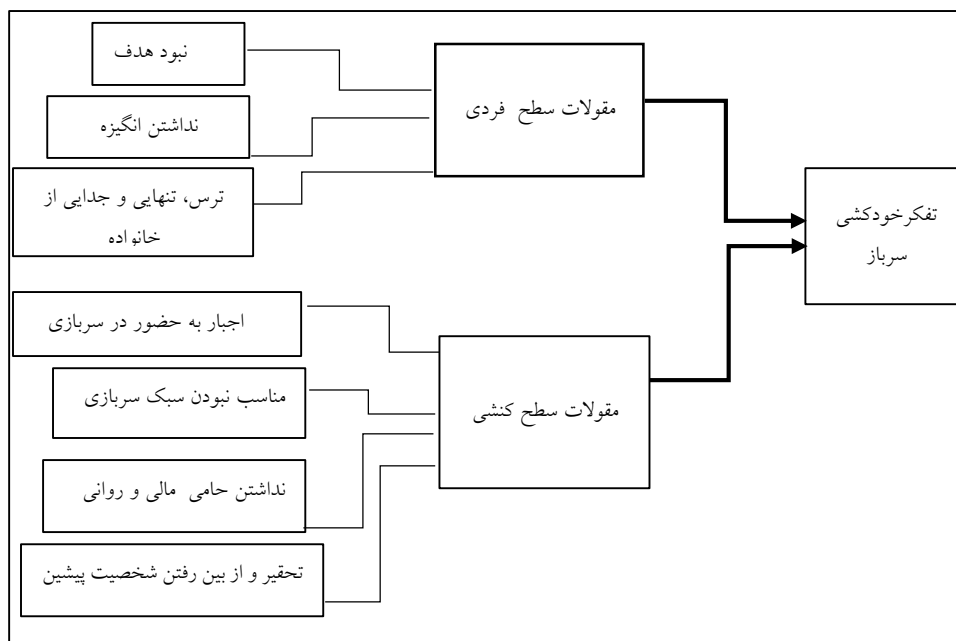 نبود هدف
نداشتن انگیزه
ترس، تنهایی و جدایی از
خانواده
مقولات سطح فردی
تفکرخودکشی
سرباز
اجبار به حضور در سربازی
مناسب نبودن سبک سربازی
نداشتن حامی مالی و روانی
تحقیر و از بین رفتن شخصیت پیشین
مقولات سطح کنشی